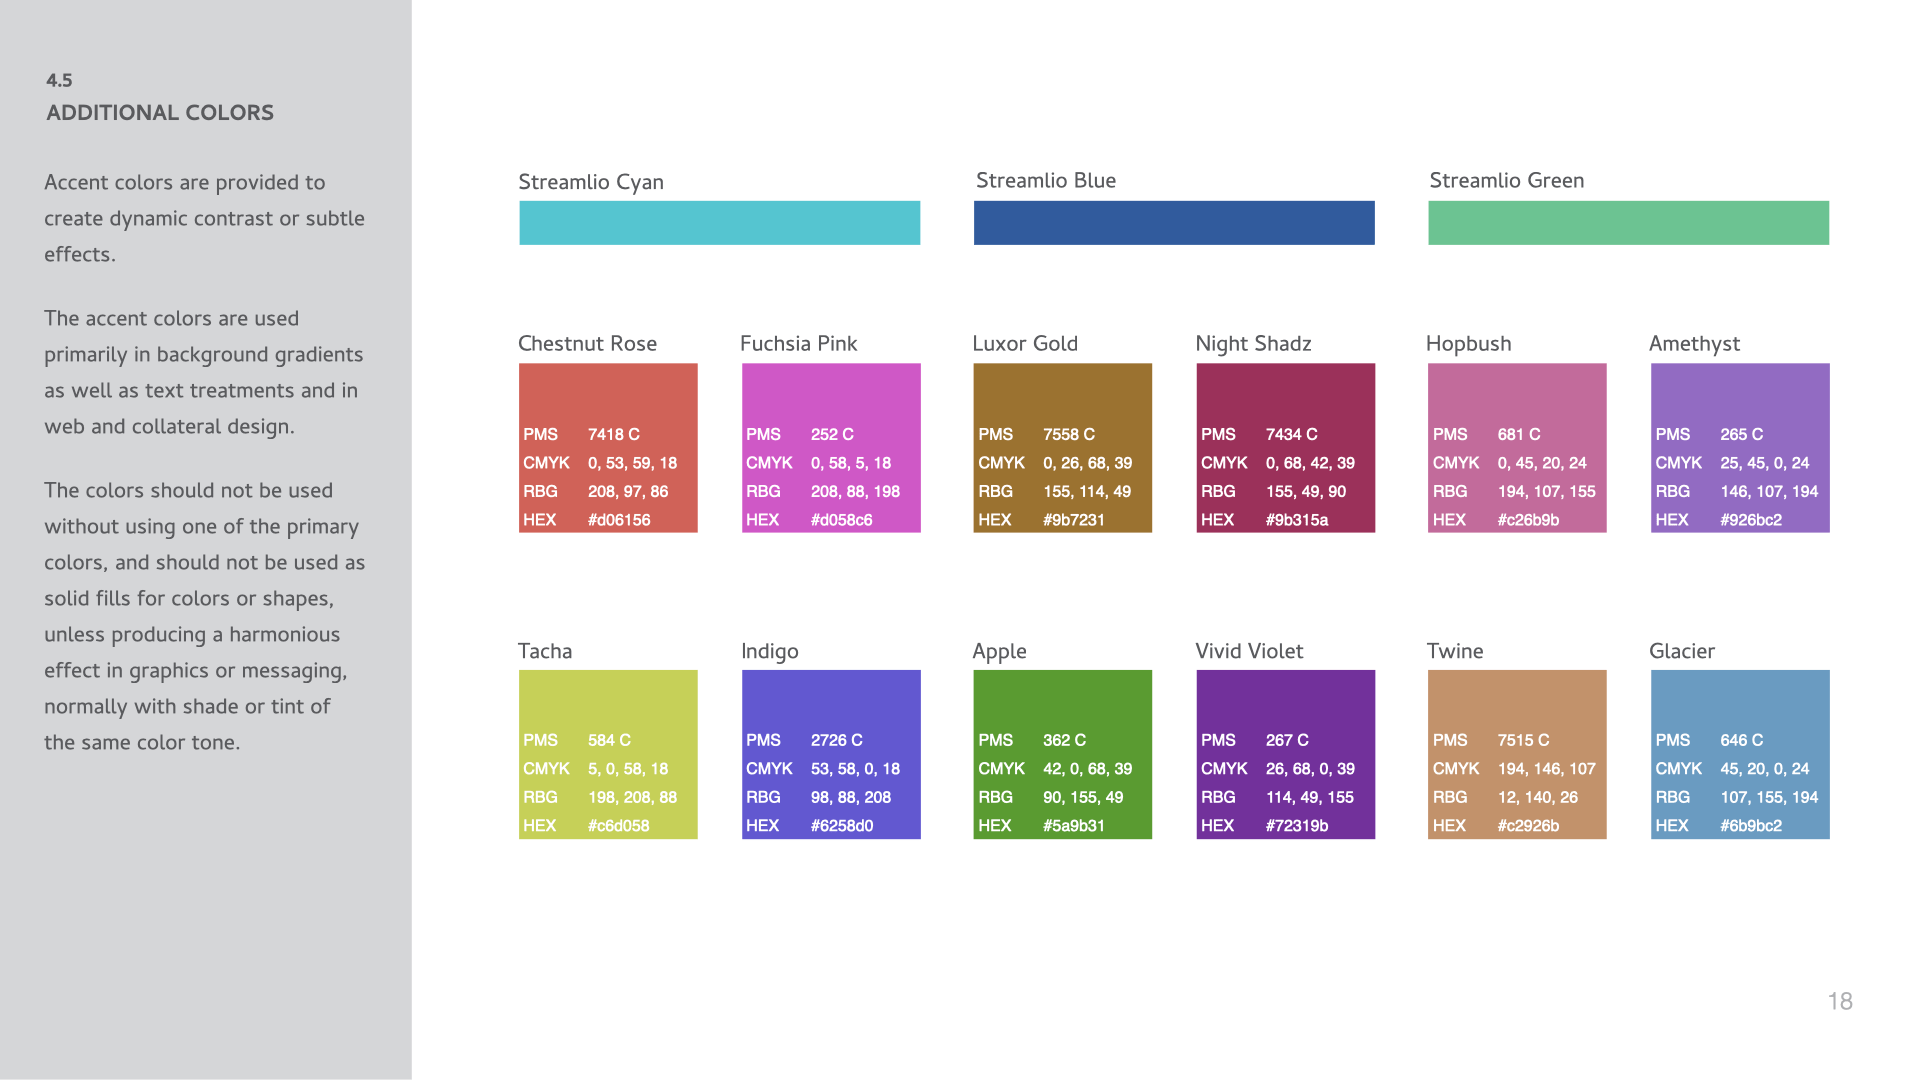 4.5
ADDITIONAL COLORS
Accent colors are provided to
create dynamic contrast or subtle
effects.
The accent colors are used
primarily in background gradients
as well as text treatments and in
web and collateral design.
The colors should not be used
without using one of the primary
colors, and should not be used as
solid fills for colors or shapes,
unless producing a harmonious
effect in graphics or messaging,
normally with shade or tint of
the same color tone.
Streamlio Cyan
Streamlio Blue
Streamlio Green
Chestnut Rose
PMS 7418 C
CMYK 0, 53, 59, 18
RBG 208, 97, 86
HEX #d06156
Fuchsia Pink
PMS 252 C
CMYK 0, 58, 5, 18
RBG 208, 88, 198
HEX #d058c6
Luxor Gold
PMS 7558 C
CMYK 0, 26, 68, 39
RBG 155, 114, 49
HEX #9b7231
Night Shadz
PMS 7434 C
CMYK 0, 68, 42, 39
RBG 155, 49, 90
HEX #9b315a
Hopbush
PMS 681 C
CMYK 0, 45, 20, 24
RBG 194, 107, 155
HEX #c26b9b
Amethyst
PMS 265 C
CMYK 25, 45, 0, 24
RBG 146, 107, 194
HEX #926bc2
Tacha
PMS 584 C
CMYK 5, 0, 58, 18
RBG 198, 208, 88
HEX #c6d058
Indigo
PMS 2726 C
CMYK 53, 58, 0, 18
RBG 98, 88, 208
HEX #6258d0
Apple
PMS 362 C
CMYK 42, 0, 68, 39
RBG 90, 155, 49
HEX #5a9b31
Vivid Violet
PMS 267 C
CMYK 26, 68, 0, 39
RBG 114, 49, 155
HEX #72319b
Twine
PMS 7515 C
CMYK 194, 146, 107
RBG 12, 140, 26
HEX #c2926b
Glacier
PMS 646 C
CMYK 45, 20, 0, 24
RBG 107, 155, 194
HEX #6b9bc2
18